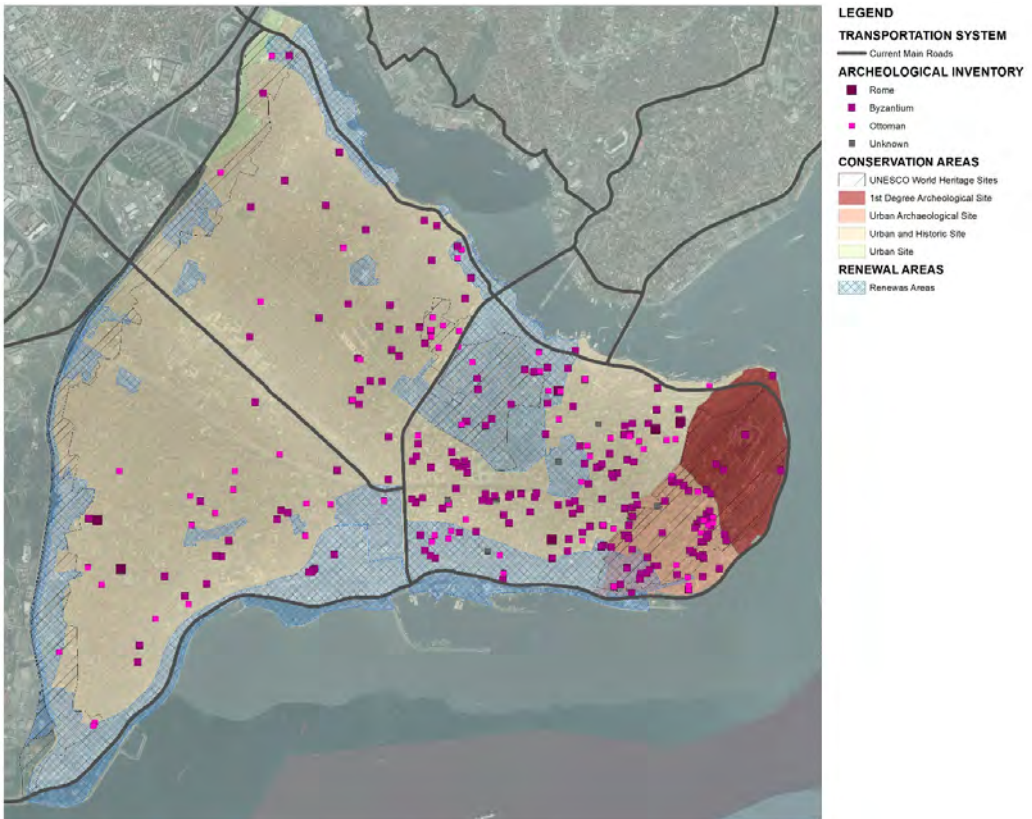 LEGEND
TRANSPORTATION SYSTEM
Current Main Roads
ARCHEOLOGICAL INVENTORY
Rome
Byzantium
Ottoman
Unknown
CONSERVATION AREAS
UNESCO World Heritage Sites
1st Degree Archeological Site
Urban Archaeological Site
Urban and Historic Site
Urban Site
RENEWAL AREAS
Renewas Areas